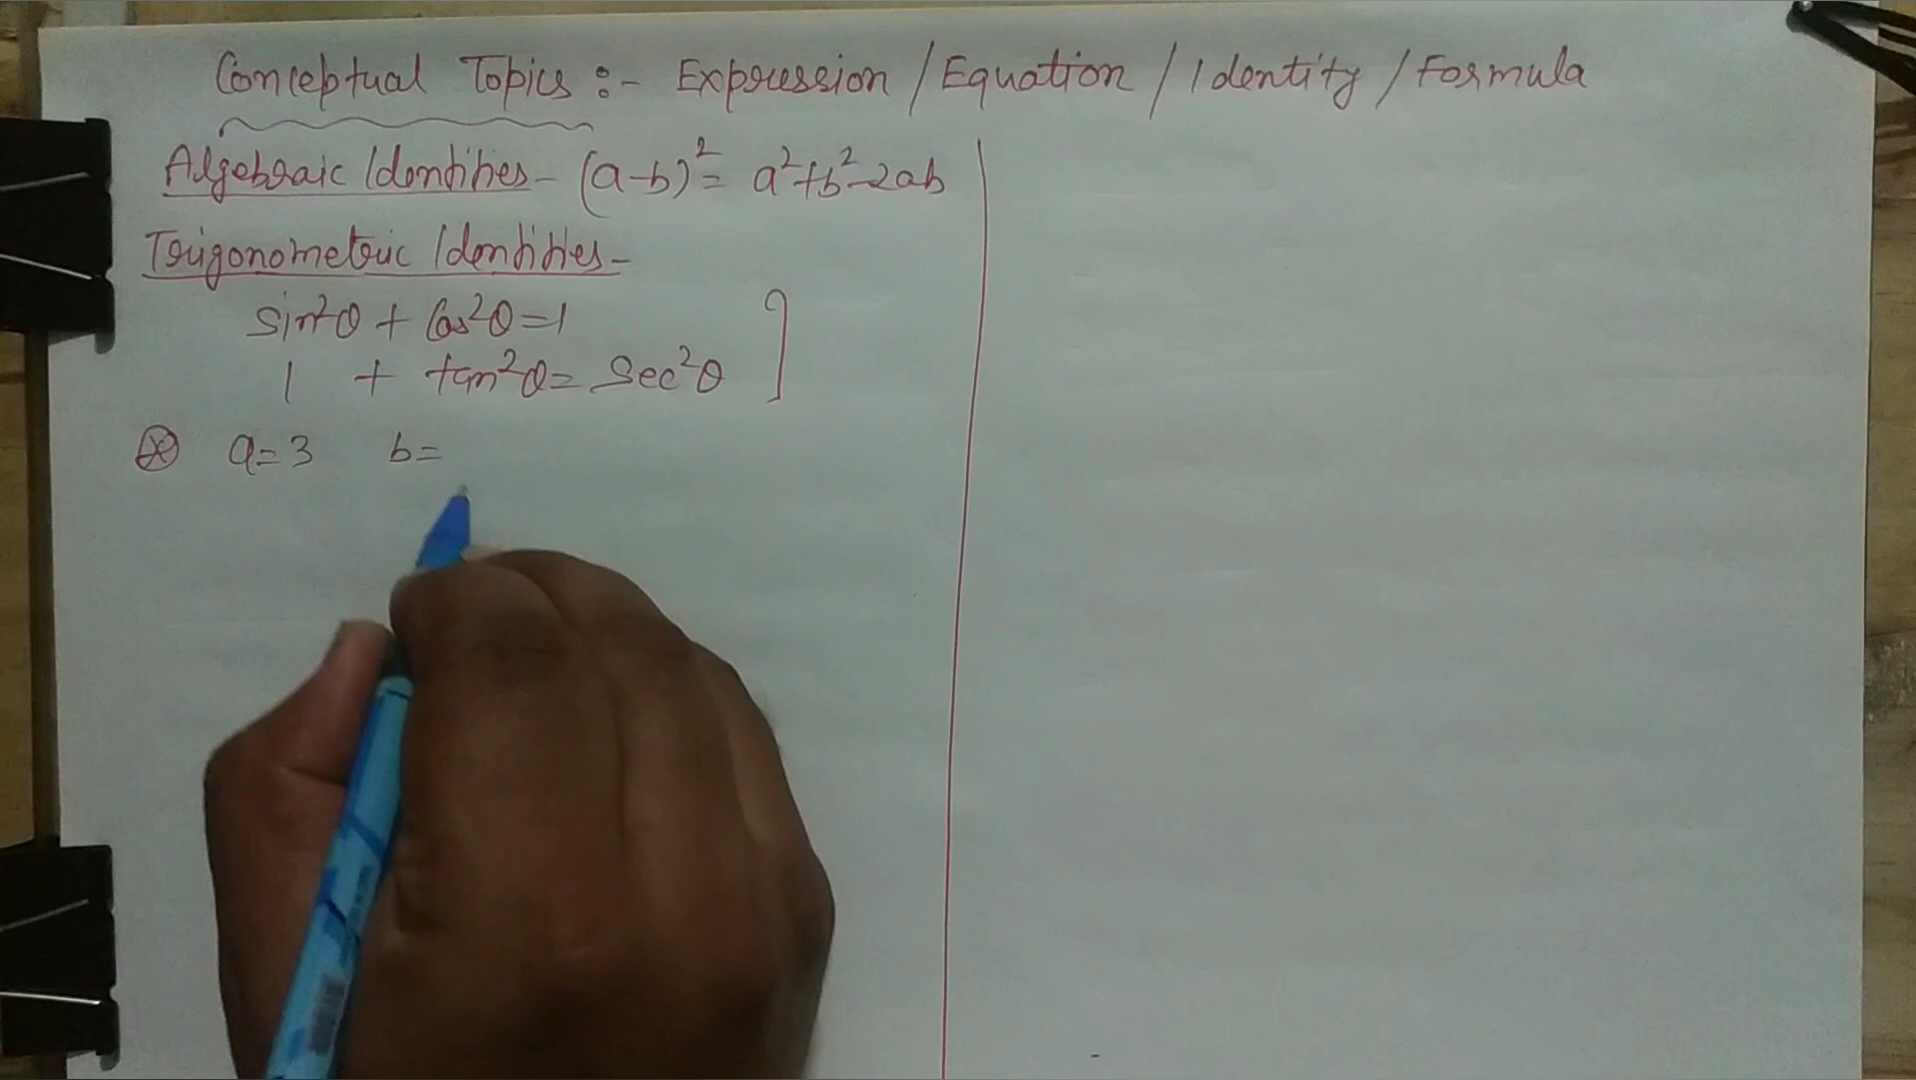 Conceptual Topics :- Expression / Equation / Identity / Formula
Algebraic Identities - (a-b)² = a²+b²-2ab
Trigonometric Identities -
sin²θ + Cos²θ = 1
1 + tan²θ = Sec²θ
a=3 b=